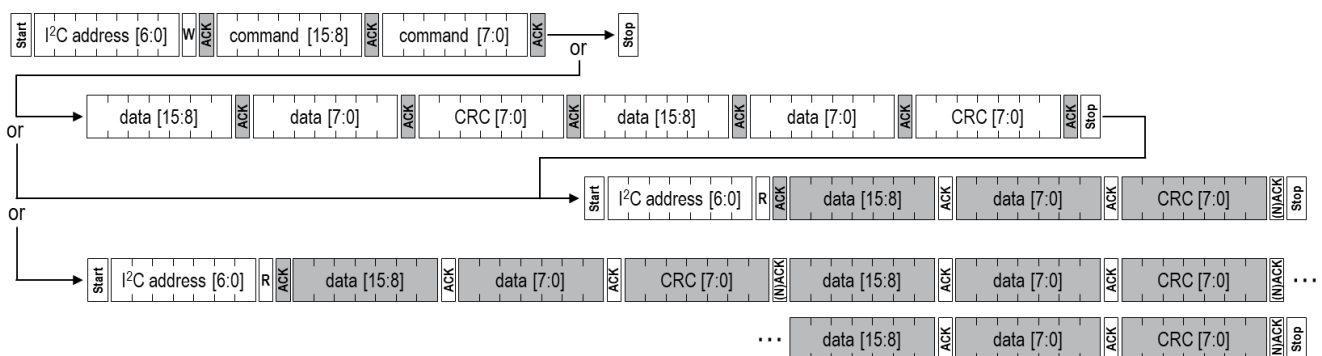 Start I²C address [6:0] W ACK command [15:8] ACK command [7:0] ACK or Stop
or data [15:8] ACK data [7:0] ACK CRC [7:0] ACK data [15:8] ACK data [7:0] ACK CRC [7:0] ACK Stop
Start I²C address [6:0] R ACK data [15:8] ACK data [7:0] ACK CRC [7:0] (N)ACK Stop
or
Start I²C address [6:0] R ACK data [15:8] ACK data [7:0] ACK CRC [7:0] (N)ACK data [15:8] ACK data [7:0] ACK CRC [7:0] (N)ACK ...
... data [15:8] ACK data [7:0] ACK CRC [7:0] (N)ACK Stop